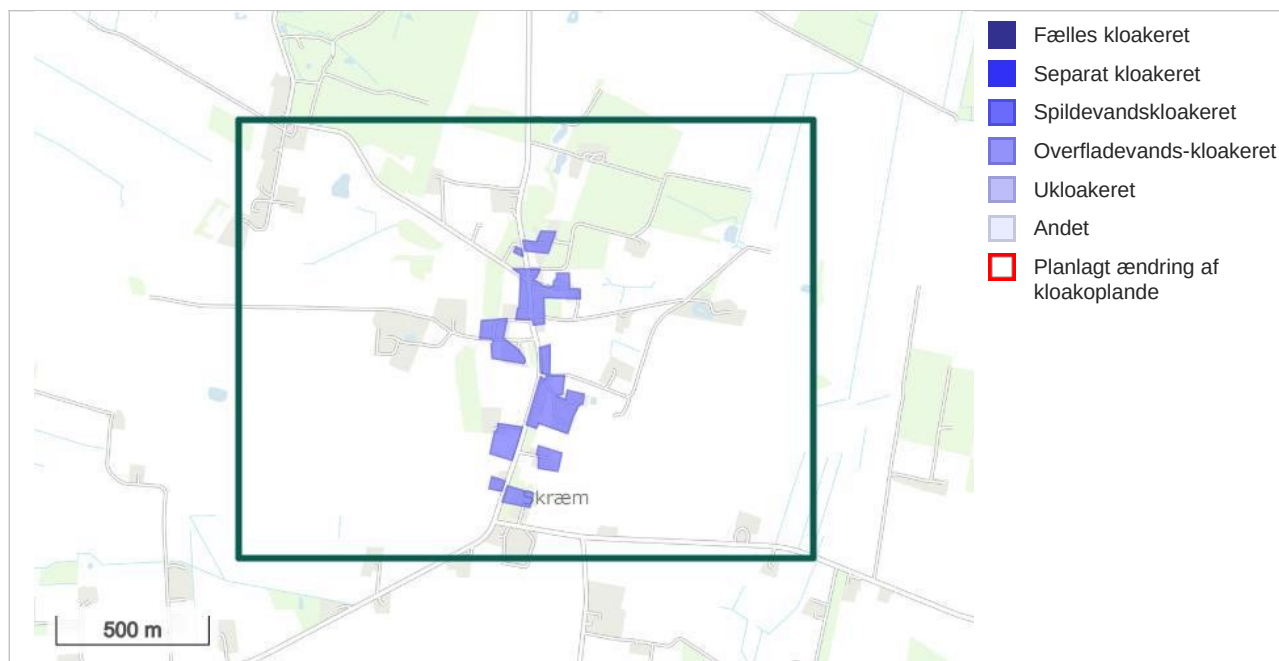 Fælles kloakeret
Separat kloakeret
Spildevandskloakeret
Overfladevands-kloakeret
Ukloakeret
Andet
Planlagt ændring af
kloakoplande
Skræm
500 m